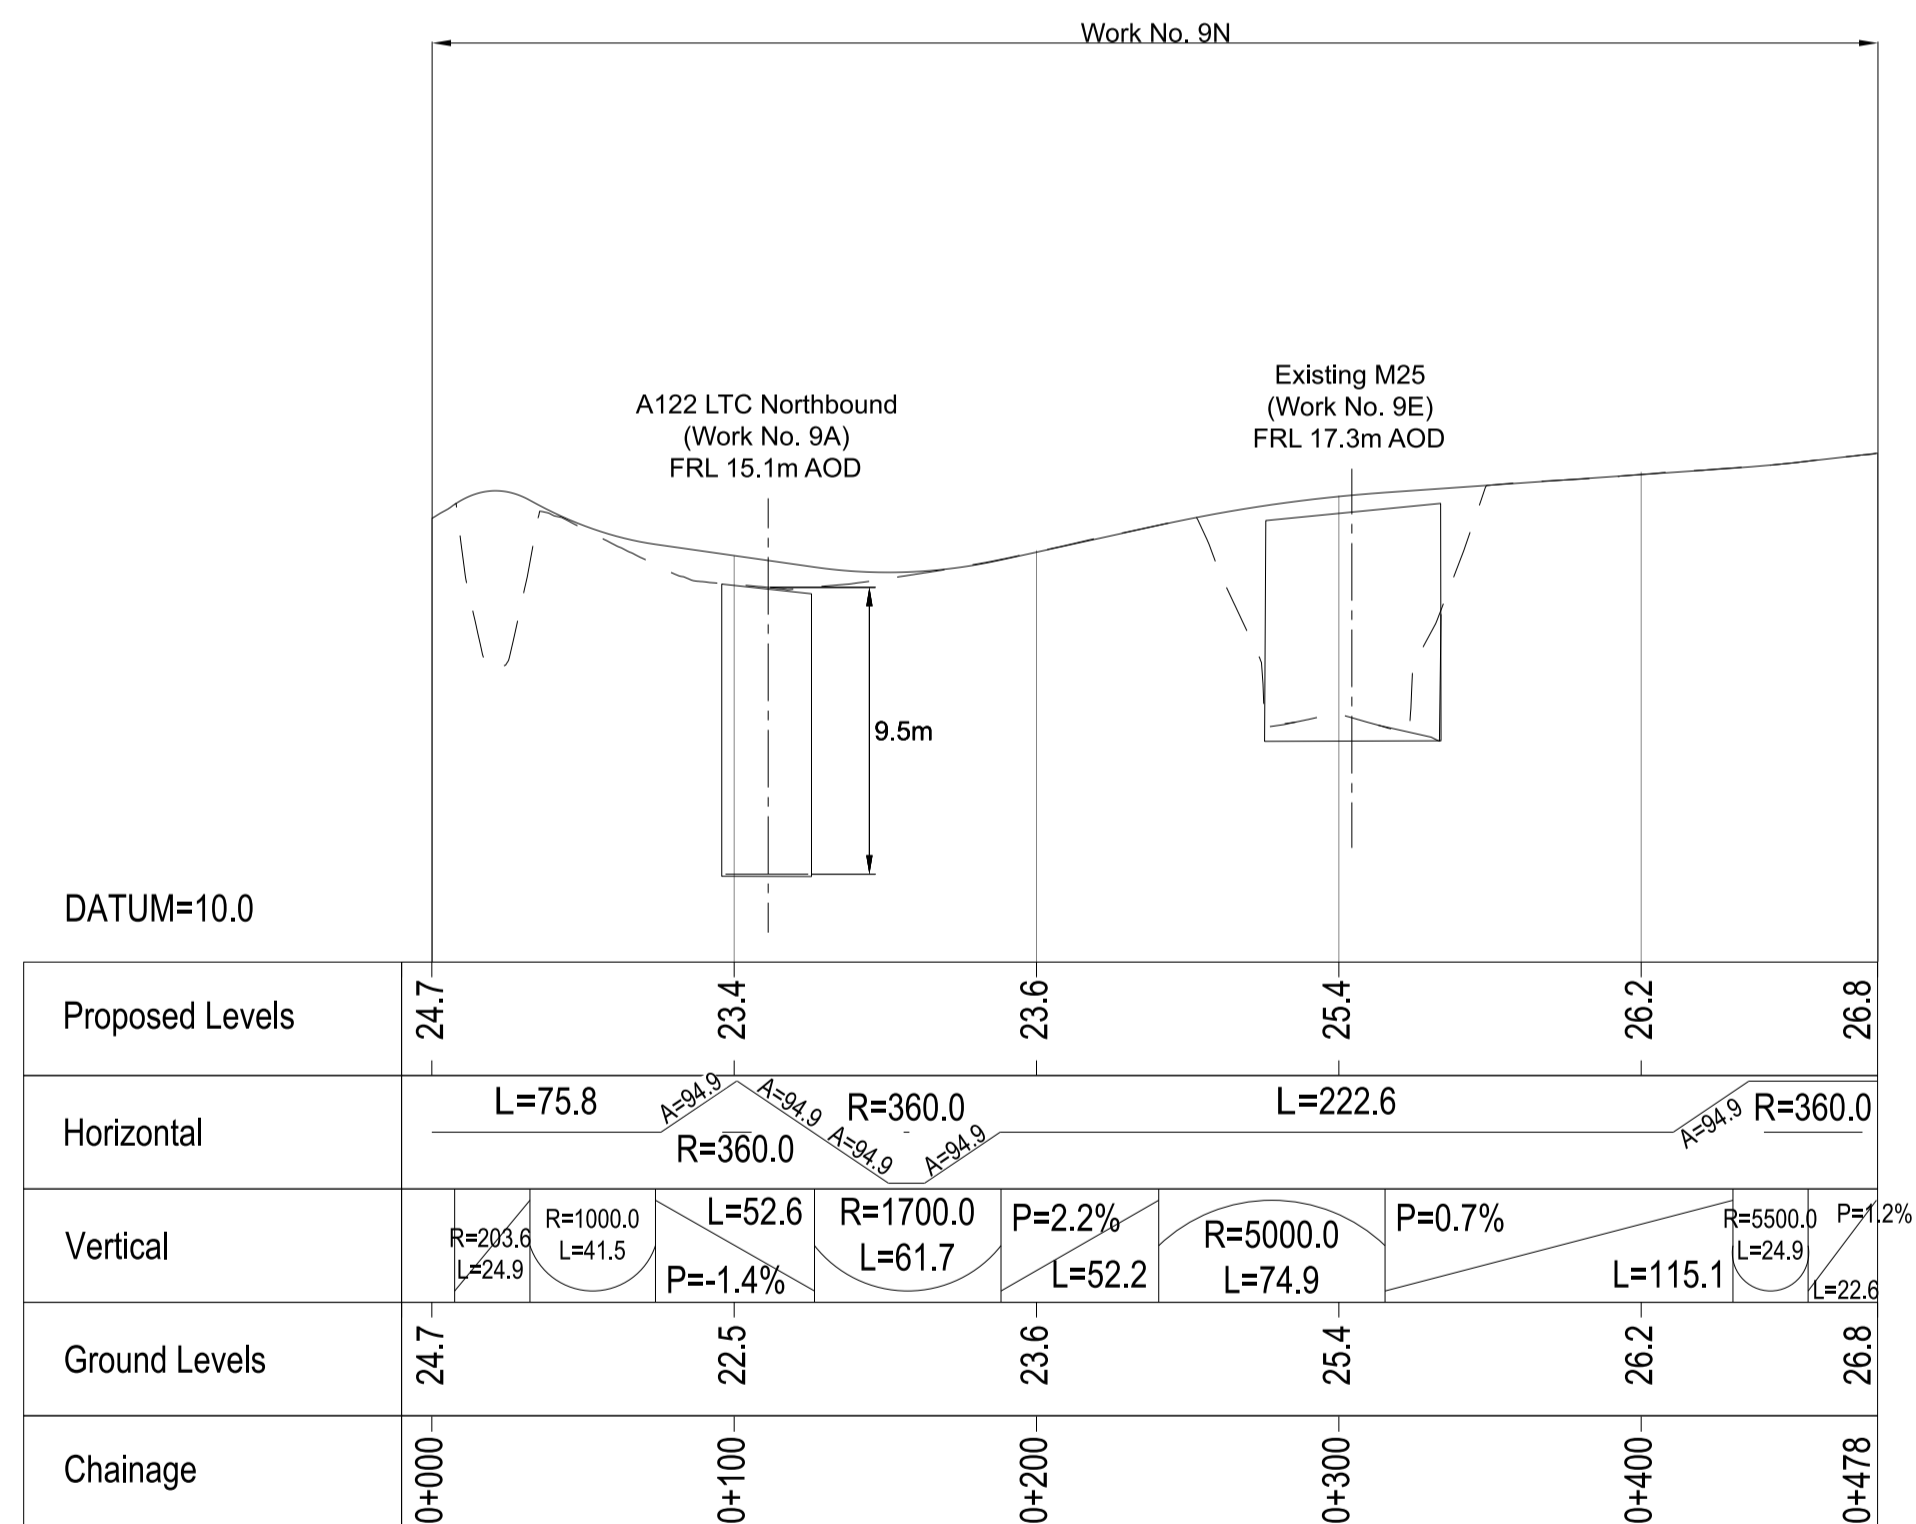 Work No. 9N
Existing M25
(Work No. 9E)
FRL 17.3m AOD
A122 LTC Northbound
(Work No. 9A)
FRL 15.1m AOD
9.5m
DATUM=10.0
Proposed Levels
24.7
23.4
23.6
25.4
26.2
26.8
Horizontal
L=75.8
A=94.9
R=360.0
A=94.9
A=94.9
R=360.0
A=94.9
L=222.6
A=94.9
R=360.0
Vertical
R=203.6
L=24.9
R=1000.0
L=41.5
L=52.6
P=-1.4%
R=1700.0
L=61.7
P=2.2%
L=52.2
R=5000.0
L=74.9
P=0.7%
L=115.1
R=5500.0
L=24.9
P=1.2%
L=22.6
Ground Levels
24.7
22.5
23.6
25.4
26.2
26.8
Chainage
0+000
0+100
0+200
0+300
0+400
0+478